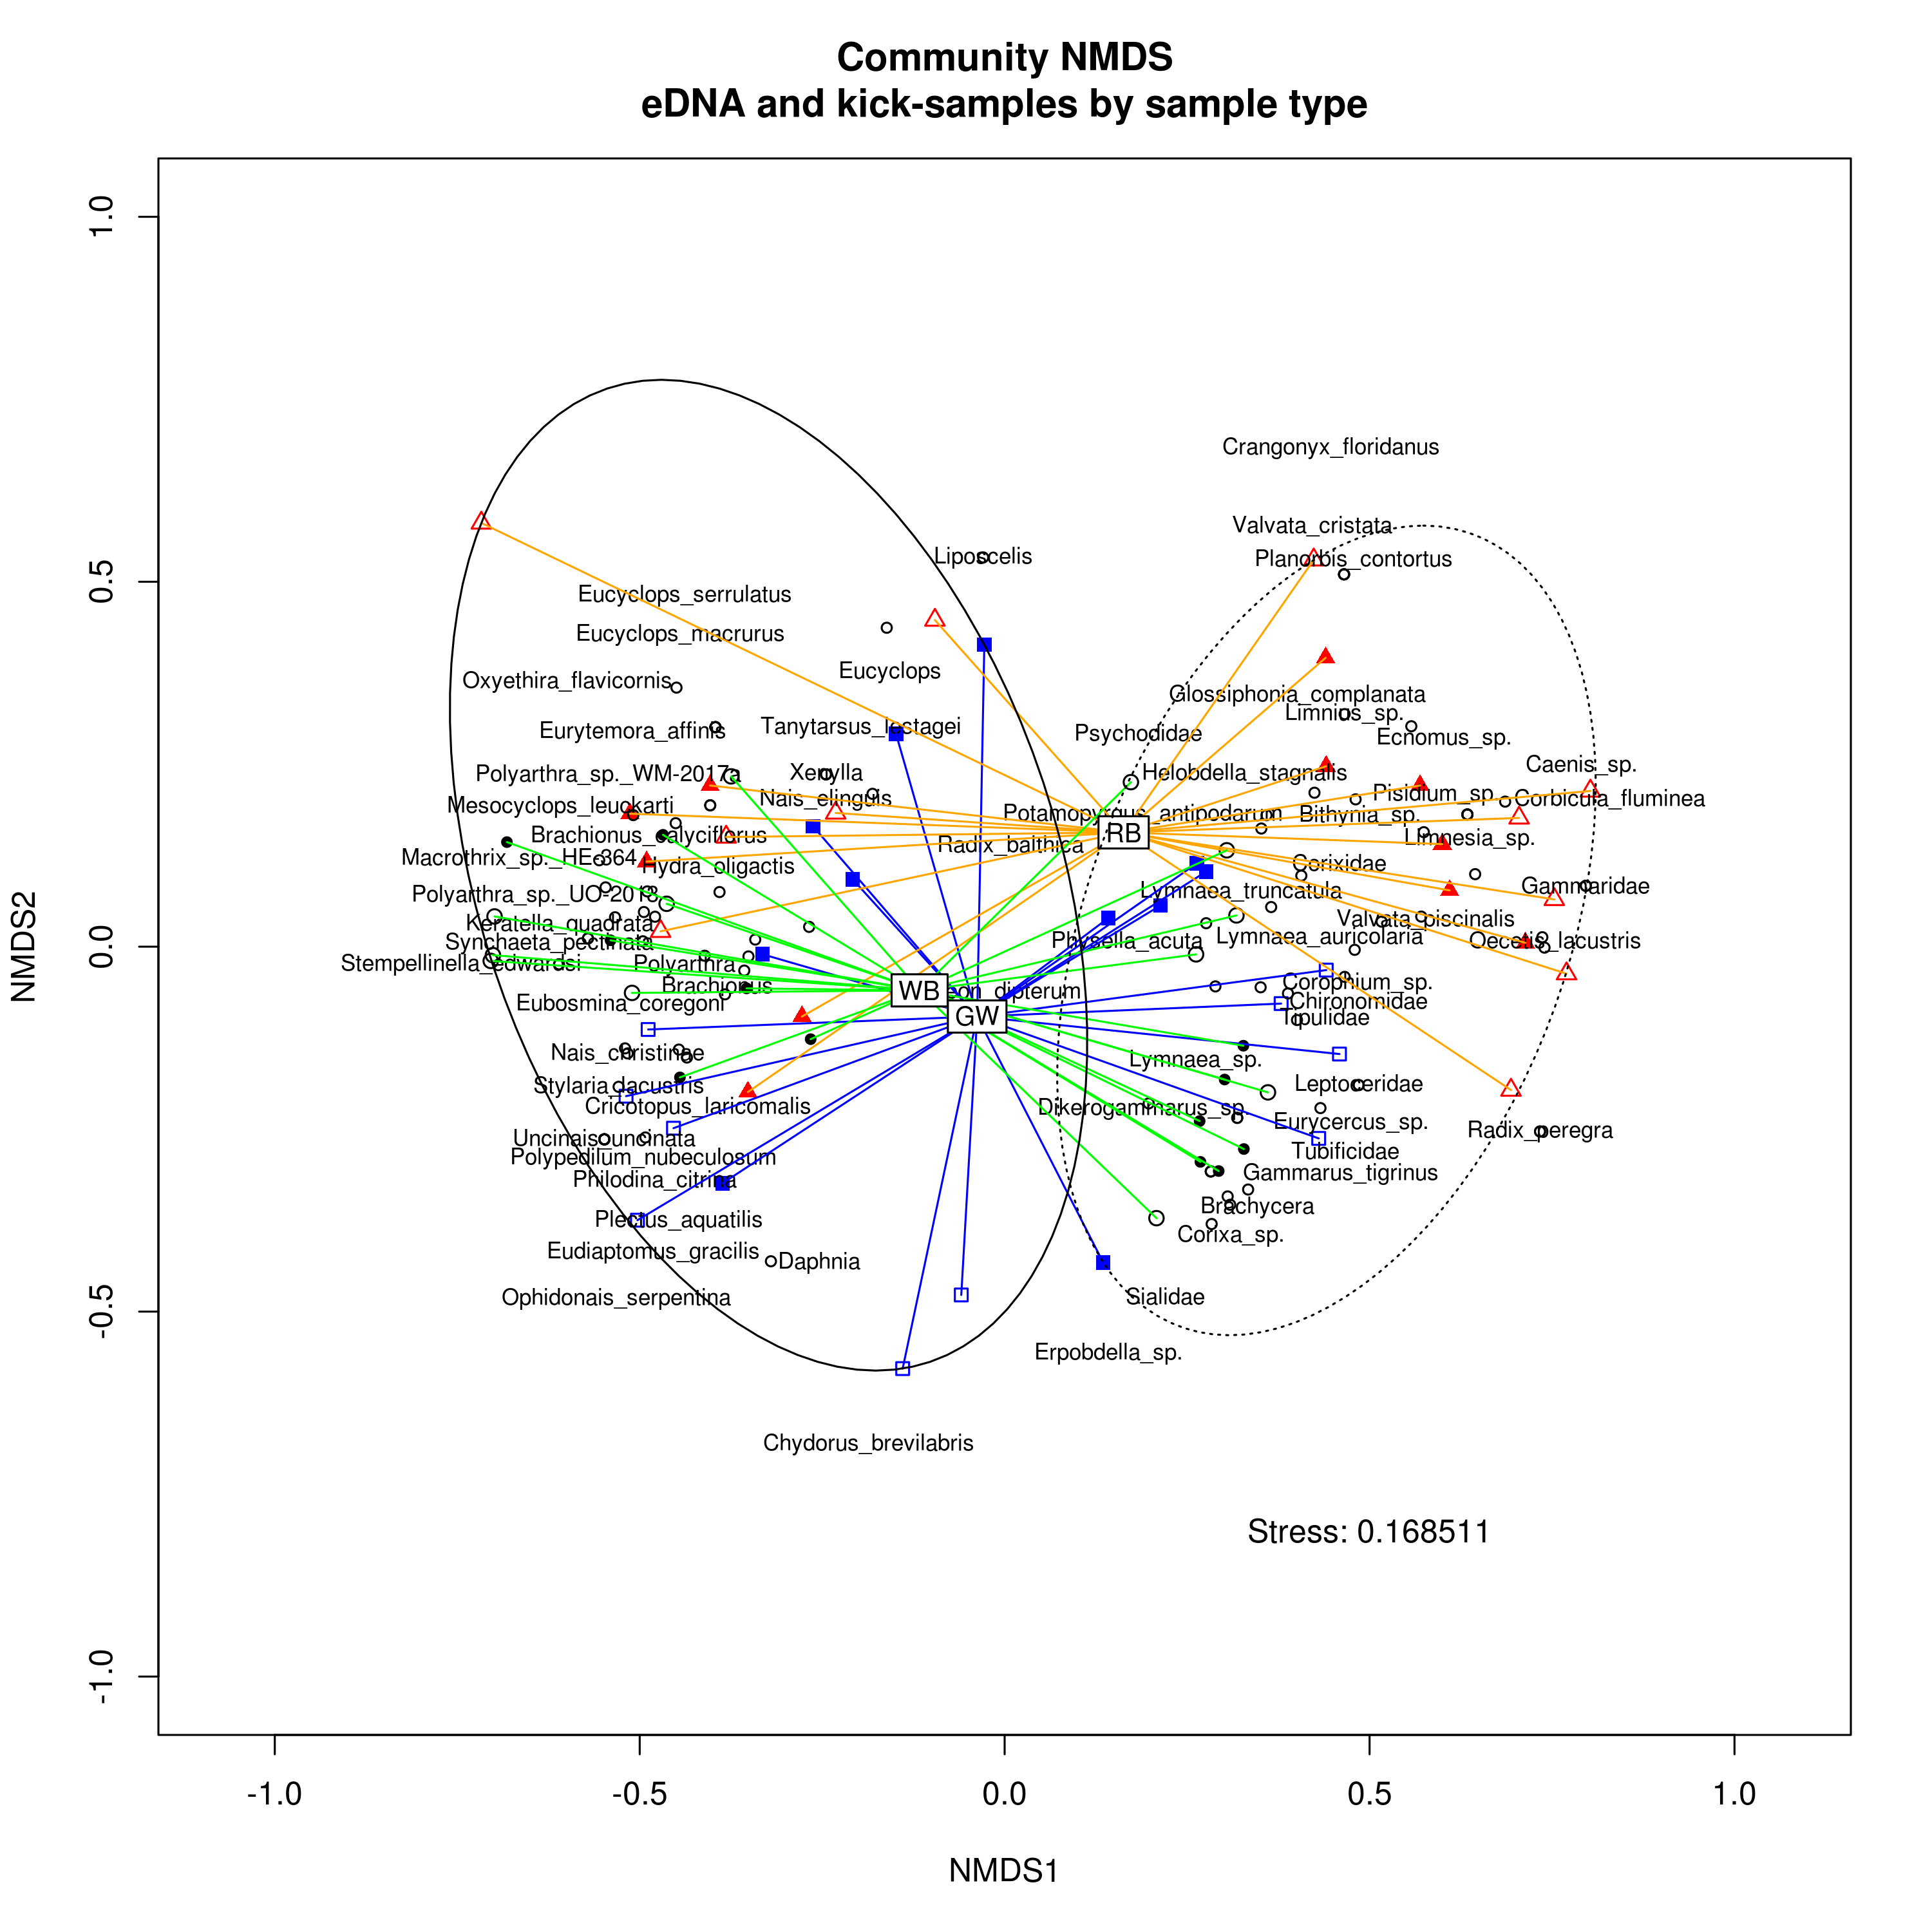 Community NMDS
eDNA and kick-samples by sample type
NMDS2
1.0
0.5
0.0
-0.5
-1.0
Crangonyx_floridanus
Valvata_cristata
Liposcelis
Planorbis_contortus
Eucyclops_serrulatus
Eucyclops_macrurus
Eucyclops
Oxyethira_flavicornis
Glossiphonia_complanata
Limnius_sp.
Eurytemora_affinis
Tanytarsus_lestagei
Psychodidae
Ecnomus_sp.
Caenis_sp.
Polyarthra_sp._WM-2017a
Xenylla
Helobdella_stagnalis
Pisidium_sp.
Corbicula_fluminea
Mesocyclops_leuckarti
Nais_elinguis
Potamopyrgus_antipodarum
Bithynia_sp.
Brachionus_calyciflorus
RB
Limnesia_sp.
Radix_balthica
Macrothrix_sp._HE-364
Hydra_oligactis
Corixidae
Polyarthra_sp._UO-2013
Lymnaea_truncatula
Gammaridae
Keratella_quadrata
Valvata_piscinalis
Synchaeta_pectinata
Physella_acuta
Lymnaea_auricolaria
Oecetis_lacustris
Stempellinella_edwardsi
Polyarthra
Brachionus
WB
eon_dipterum
Corophium_sp.
Eubosmina_coregoni
GW
Chironomidae
Tipulidae
Nais_christinae
Lymnaea_sp.
Stylaria_lacustris
Leptoceridae
Cricotopus_laricomalis
Dikerogammarus_sp.
Eurycercus_sp.
Radix_peregra
Uncinais_uncinata
Tubificidae
Polypedilum_nubeculosum
Philodina_citrina
Gammarus_tigrinus
Plectus_aquatilis
Brachycera
Corixa_sp.
Eudiaptomus_gracilis
Daphnia
Ophidonais_serpentina
Sialidae
Erpobdella_sp.
Chydorus_brevilabris
Stress: 0.168511
-1.0
-0.5
0.0
0.5
1.0
NMDS1